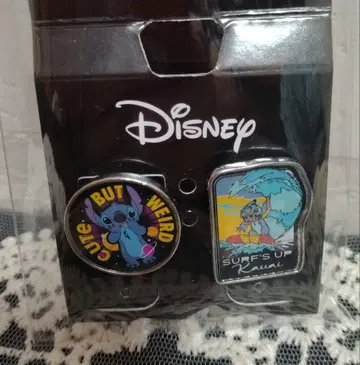 Disney
CUTE BUT WEIRD
SURF'S UP
Kauai